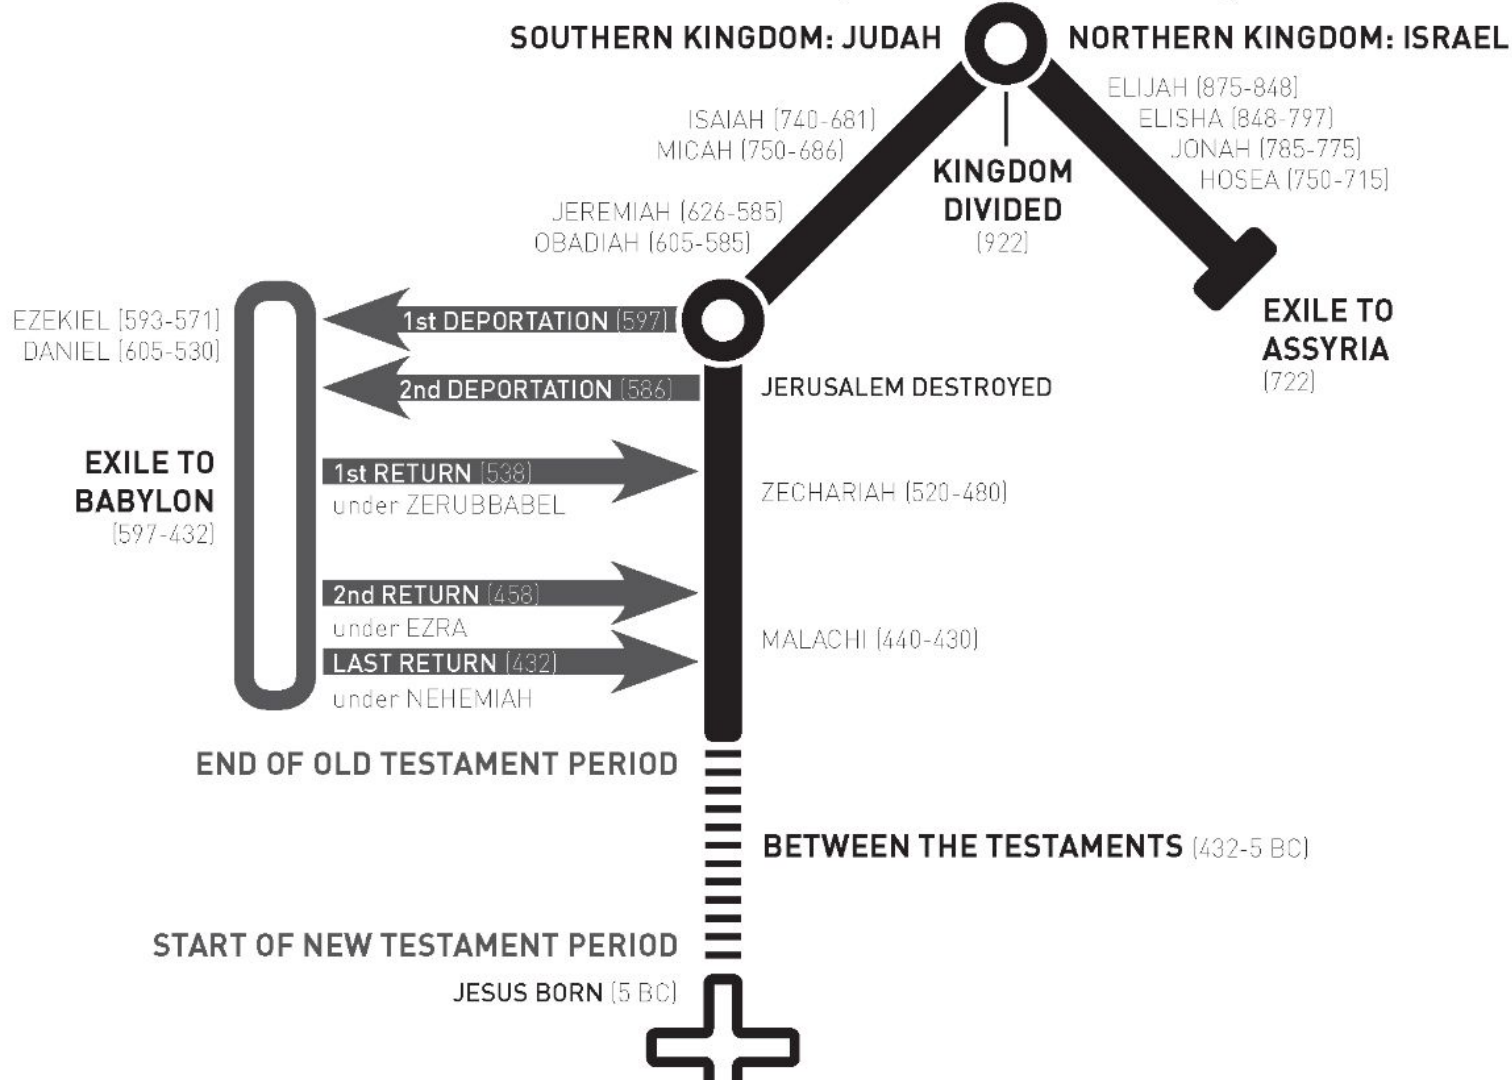 SOUTHERN KINGDOM: JUDAH
NORTHERN KINGDOM: ISRAEL
ELIJAH (875-848)
ELISHA (848-797)
JONAH (785-775)
HOSEA (750-715)
ISAIAH (740-681)
MICAH (750-686)
KINGDOM
DIVIDED
(922)
JEREMIAH (626-585)
OBADIAH (605-585)
EXILE TO
ASSYRIA
(722)
EZEKIEL (593-571)
DANIEL (605-530)
1st DEPORTATION (597)
2nd DEPORTATION (586)
JERUSALEM DESTROYED
EXILE TO
BABYLON
(597-432)
1st RETURN (538)
under ZERUBBABEL
ZECHARIAH (520-480)
2nd RETURN (458)
under EZRA
MALACHI (440-430)
LAST RETURN (432)
under NEHEMIAH
END OF OLD TESTAMENT PERIOD
BETWEEN THE TESTAMENTS (432-5 BC)
START OF NEW TESTAMENT PERIOD
JESUS BORN (5 BC)